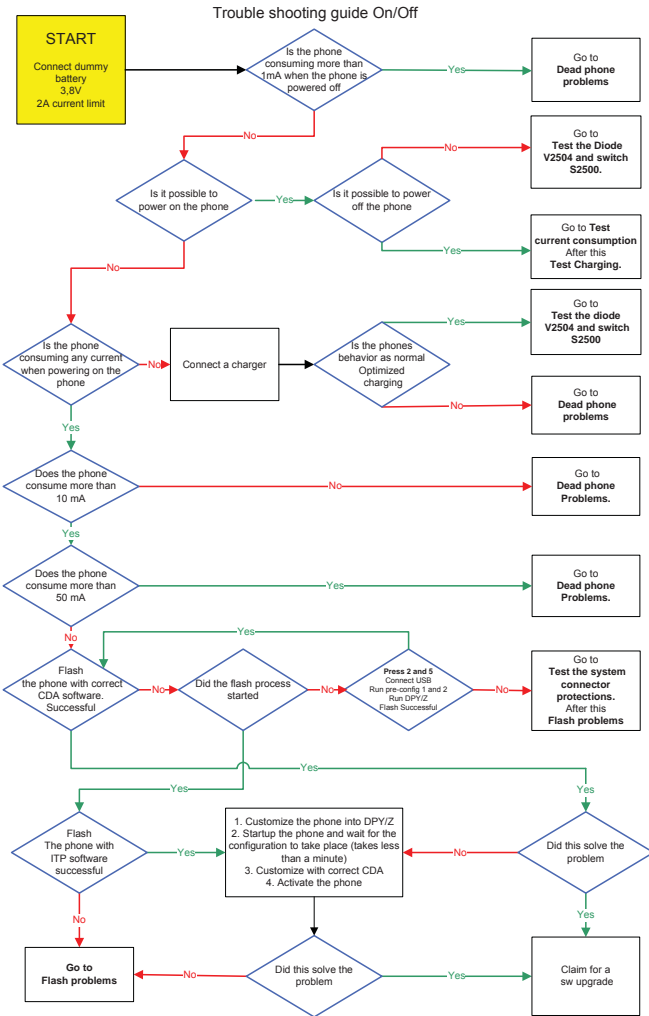 Trouble shooting guide On/Off
START
Connect dummy
battery
3,8V
2A current limit
Is the phone
consuming more than
1mA when the phone is
powered off
Yes
Go to
Dead phone
problems
No
Is it possible to
power on the phone
Yes
Is it possible to power
off the phone
No
Go to
Test the Diode
V2504 and switch
S2500.
Yes
Go to Test
current consumption
After this
Test Charging.
No
Is the phone
consuming any current
when powering on the
phone
No
Connect a charger
Is the phones
behavior as normal
Optimized
charging
Yes
Go to
Test the diode
V2504 and switch
S2500
No
Go to
Dead phone
problems
Yes
Does the phone
consume more than
10 mA
No
Go to
Dead phone
Problems.
Yes
Does the phone
consume more than
50 mA
Yes
Go to
Dead phone
Problems.
No
Yes
Flash
the phone with correct
CDA software.
Successful
No
Did the flash process
started
No
Press 2 and 5
Connect USB
Run pre-config 1 and 2
Run DPY/Z
Flash Successful
No
Go to
Test the system
connector
protections.
After this
Flash problems
Yes
Yes
Yes
Flash
The phone with
ITP software
successful
Yes
1. Customize the phone into DPY/Z
2. Startup the phone and wait for the
configuration to take place (takes less
than a minute)
3. Customize with correct CDA
4. Activate the phone
No
Did this solve the
problem
No
Yes
Go to
Flash problems
No
Did this solve the
problem
Yes
Claim for a
sw upgrade